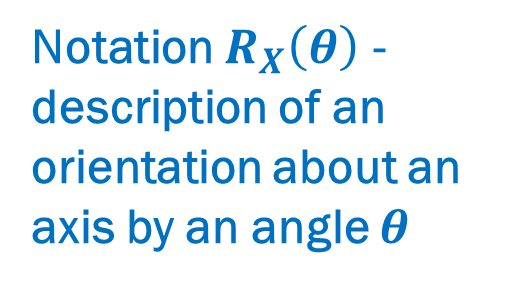 Notation R_X(θ) -
description of an
orientation about an
axis by an angle θ